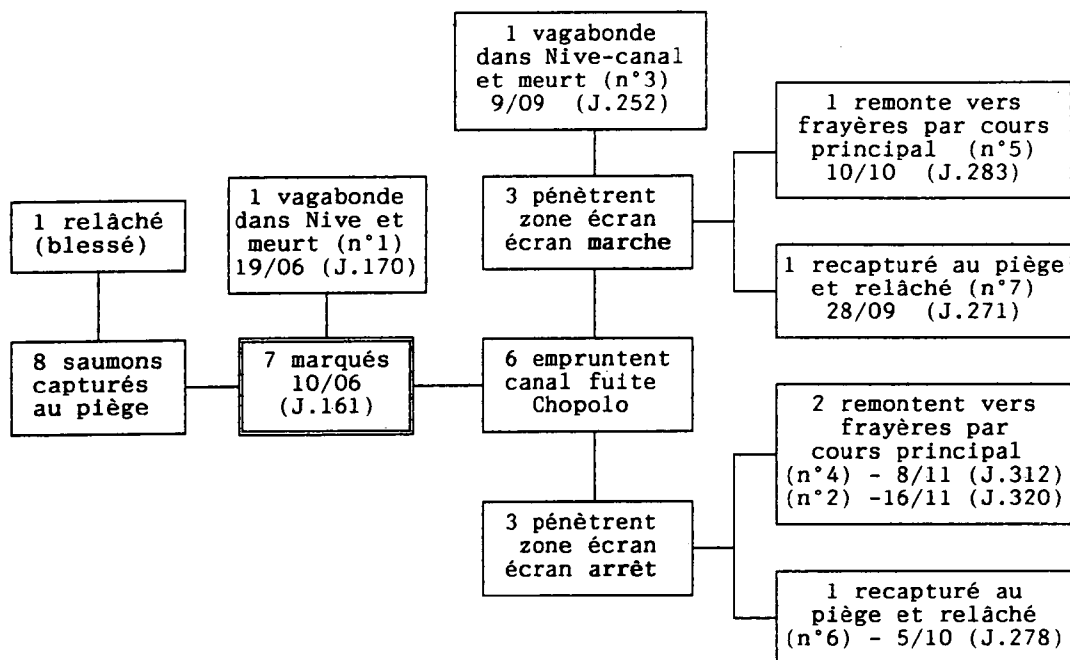 1 vagabonde
dans Nive-canal
et meurt (n°3)
9/09 (J.252)
1 remonte vers
frayères par cours
principal (n°5)
10/10 (J.283)
1 vagabonde
dans Nive et
meurt (n°1)
19/06 (J.170)
3 pénètrent
zone écran
écran marche
1 relâché
(blessé)
1 recapturé au piège
et relâché (n°7)
28/09 (J.271)
8 saumons
capturés
au piège
7 marqués
10/06
(J.161)
6 empruntent
canal fuite
Chopolo
2 remontent vers
frayères par
cours principal
(n°4) - 8/11 (J.312)
(n°2) -16/11 (J.320)
3 pénètrent
zone écran
écran arrêt
1 recapturé au
piège et relâché
(n°6) - 5/10 (J.278)